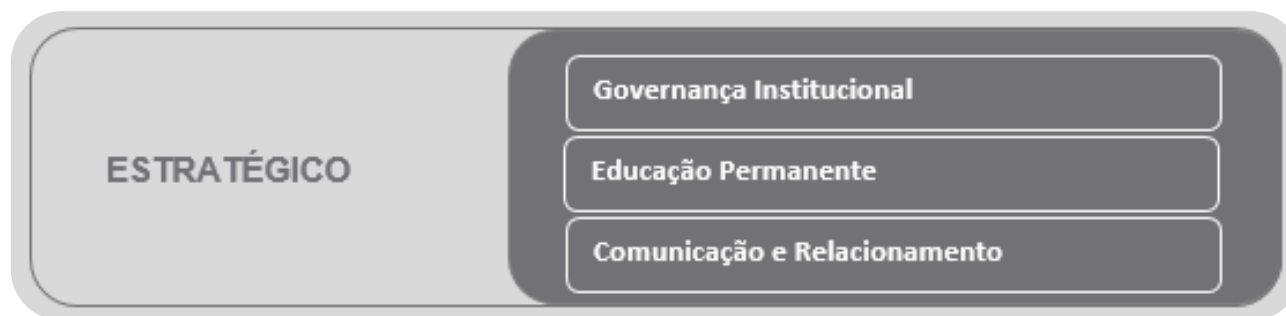 ESTRATÉGICO
Governança Institucional
Educação Permanente
Comunicação e Relacionamento